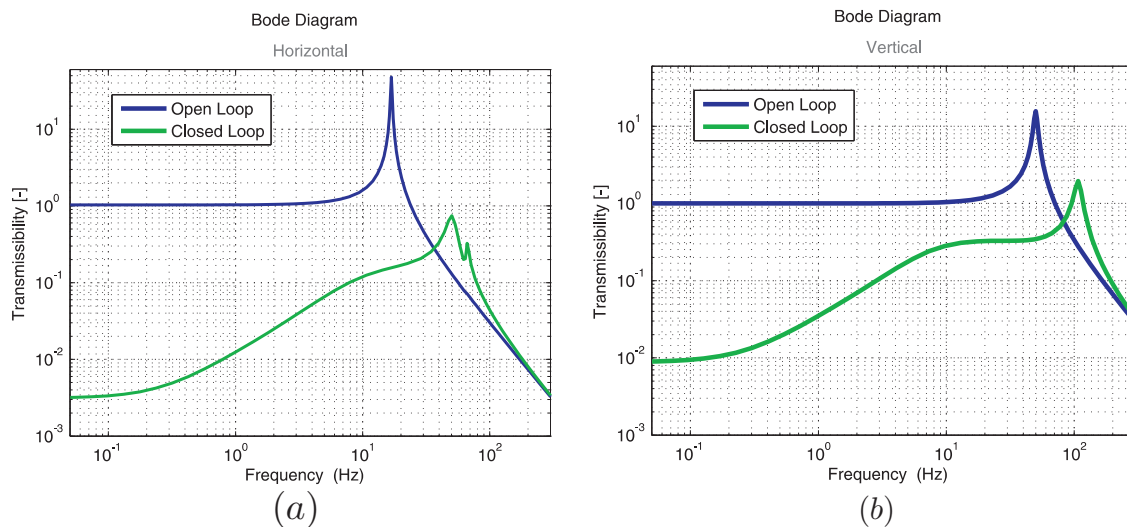 Bode Diagram
Horizontal
Open Loop
Closed Loop
Transmissibility [-]
10^1
10^0
10^-1
10^-2
10^-3
10^-1
10^0
10^1
10^2
Frequency (Hz)
(a)
Bode Diagram
Vertical
Open Loop
Closed Loop
Transmissibility [-]
10^1
10^0
10^-1
10^-2
10^-3
10^-1
10^0
10^1
10^2
Frequency (Hz)
(b)